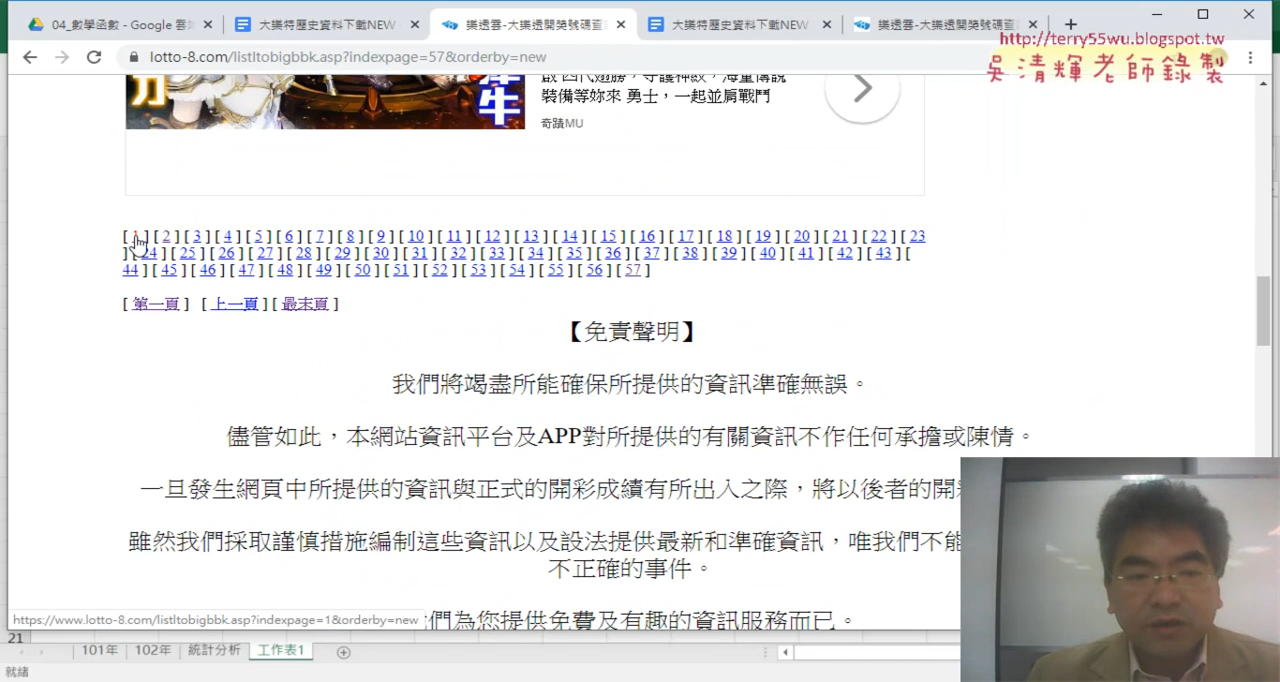 04_數學函數 - Google 雲端
大樂特歷史資料下載NEW -
樂透雲-大樂透開獎號碼查詢
大樂特歷史資料下載NEW
樂透雲-大樂透開獎號碼查
http://terry55wu.blogspot.tw
lotto-8.com/listltobigbbk.asp?indexpage=57&orderby=new
吳清輝老師錄製
裝備等妳來 勇士,一起並肩戰鬥
刀
犀牛
奇蹟MU
[ 1 ] [ 2 ] [ 3 ] [ 4 ] [ 5 ] [ 6 ] [ 7 ] [ 8 ] [ 9 ] [ 10 ] [ 11 ] [ 12 ] [ 13 ] [ 14 ] [ 15 ] [ 16 ] [ 17 ] [ 18 ] [ 19 ] [ 20 ] [ 21 ] [ 22 ] [ 23
] [ 24 ] [ 25 ] [ 26 ] [ 27 ] [ 28 ] [ 29 ] [ 30 ] [ 31 ] [ 32 ] [ 33 ] [ 34 ] [ 35 ] [ 36 ] [ 37 ] [ 38 ] [ 39 ] [ 40 ] [ 41 ] [ 42 ] [ 43 ] [
44 ] [ 45 ] [ 46 ] [ 47 ] [ 48 ] [ 49 ] [ 50 ] [ 51 ] [ 52 ] [ 53 ] [ 54 ] [ 55 ] [ 56 ] [ 57 ]
[ 第一頁 ] [ 上一頁 ] [ 最末頁 ]
【免責聲明】
我們將竭盡所能確保所提供的資訊準確無誤。
儘管如此,本網站資訊平台及APP對所提供的有關資訊不作任何承擔或陳情。
一旦發生網頁中所提供的資訊與正式的開彩成績有所出入之際,將以後者的開
雖然我們採取謹慎措施編制這些資訊以及設法提供最新和準確資訊,唯我們不能
不正確的事件。
們為您提供免費及有趣的資訊服務而已。
https://www.lotto-8.com/listltobigbbk.asp?indexpage=1&orderby=new
21
101年 102年 統計分析 工作表1
就緒